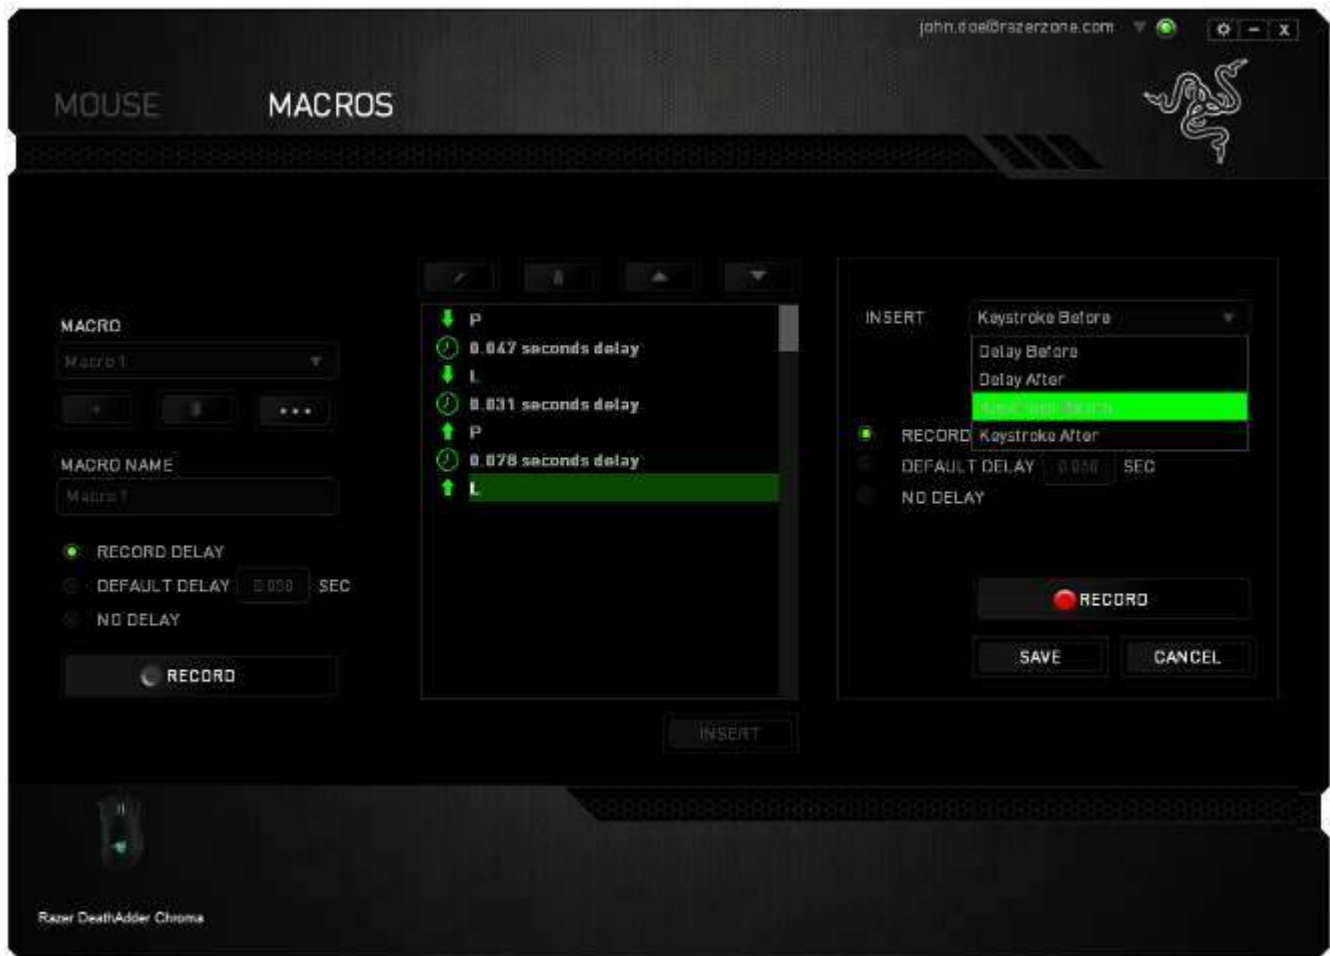 john.doe@razerzone.com
MOUSE
MACROS
MACRO
Macro 1
MACRO NAME
Macro 1
RECORD DELAY
DEFAULT DELAY
SEC
NO DELAY
RECORD
P
0.047 seconds delay
L
0.031 seconds delay
P
0.078 seconds delay
L
INSERT
INSERT
Keystroke Before
Delay Before
Delay After
Keystroke Before
Keystroke After
RECORD
DEFAULT DELAY
SEC
NO DELAY
RECORD
SAVE
CANCEL
Razer DeathAdder Chroma